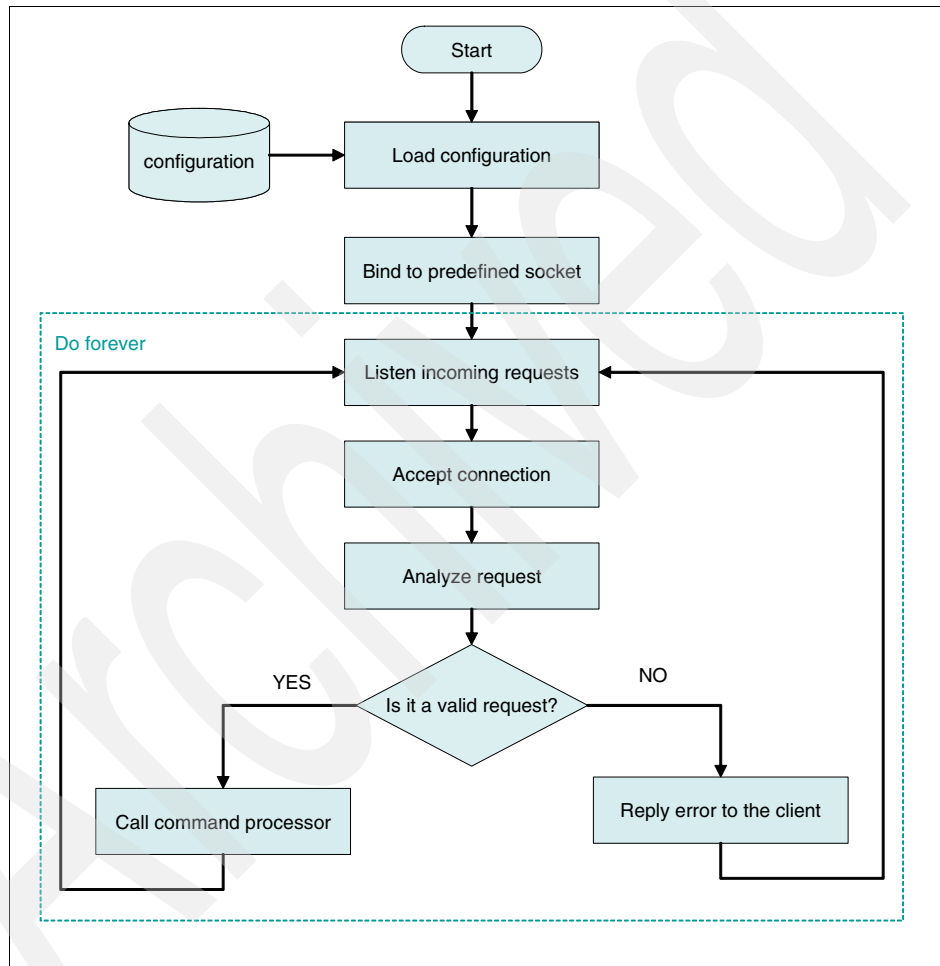 Start
configuration
Load configuration
Bind to predefined socket
Do forever
Listen incoming requests
Accept connection
Analyze request
YES
NO
Is it a valid request?
Call command processor
Reply error to the client
Archived